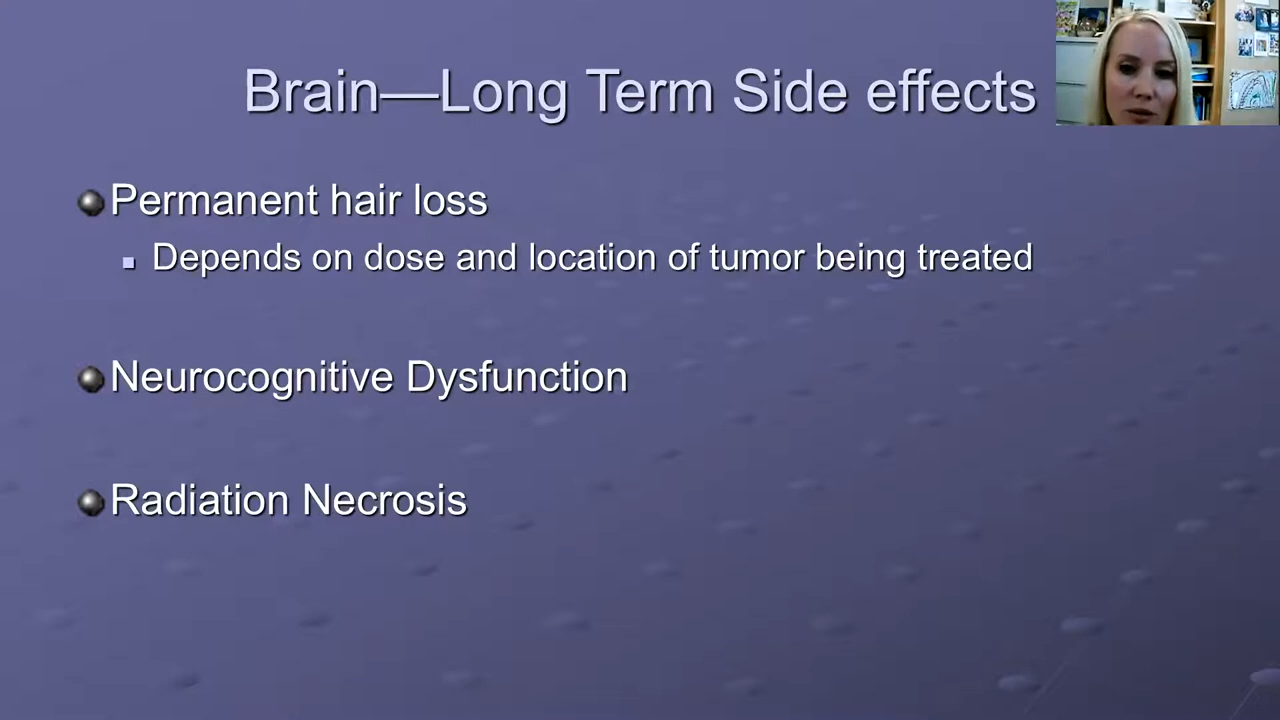 Brain—Long Term Side effects
Permanent hair loss
Depends on dose and location of tumor being treated
Neurocognitive Dysfunction
Radiation Necrosis